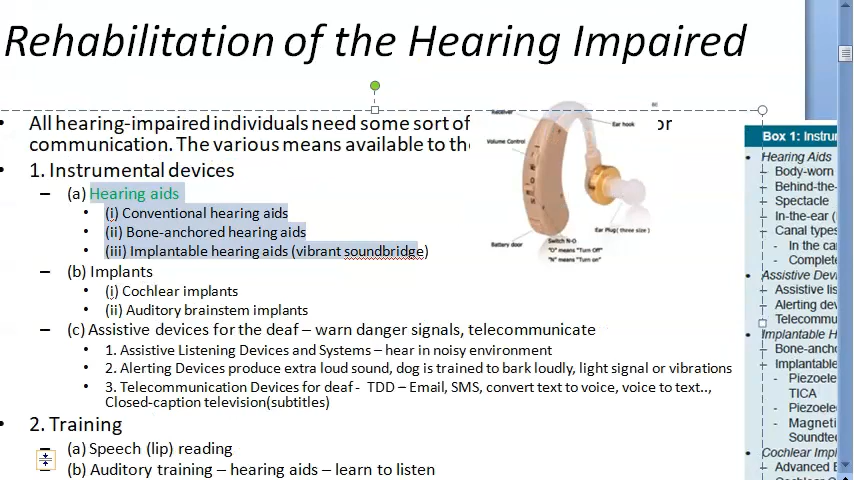 Rehabilitation of the Hearing Impaired
• All hearing-impaired individuals need some sort of or
communication. The various means available to the
• 1. Instrumental devices
– (a) Hearing aids
• (i) Conventional hearing aids
• (ii) Bone-anchored hearing aids
• (iii) Implantable hearing aids (vibrant soundbridge)
– (b) Implants
• (i) Cochlear implants
• (ii) Auditory brainstem implants
– (c) Assistive devices for the deaf – warn danger signals, telecommunicate
• 1. Assistive Listening Devices and Systems – hear in noisy environment
• 2. Alerting Devices produce extra loud sound, dog is trained to bark loudly, light signal or vibrations
• 3. Telecommunication Devices for deaf - TDD – Email, SMS, convert text to voice, voice to text..,
Closed-caption television(subtitles)
• 2. Training
– (a) Speech (lip) reading
– (b) Auditory training – hearing aids – learn to listen
Receiver
Ear hook
Volume Control
Ear Plug( three size )
Battery door
Switch N-O
"O" means "Turn Off"
"N" means "Turn on"
Box 1: Instru
• Hearing Aids
– Body-worn
– Behind-the-
– Spectacle
– In-the-ear (
– Canal types
- In the ca
- Complete
• Assistive Devi
– Assistive lis
– Alerting dev
– Telecommu
• Implantable H
– Bone-ancho
– Implantable
- Piezoele
TICA
- Piezoele
- Magneti
Soundte
• Cochlear Impl
– Advanced B